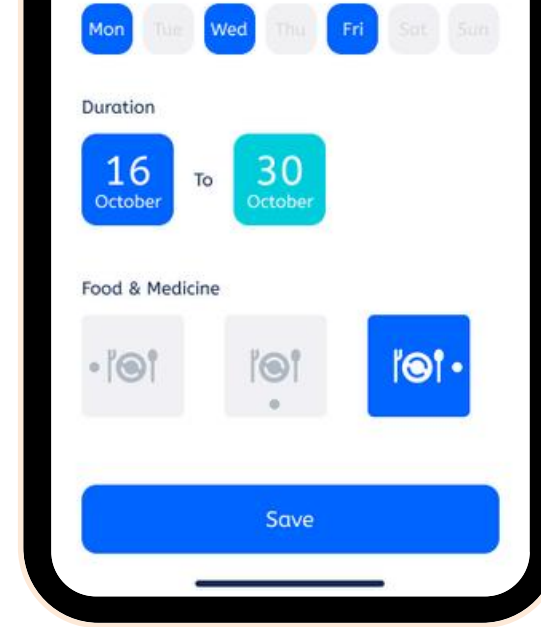 Mon Tue Wed Thu Fri Sat Sun
Duration
16 To 30
October October
Food & Medicine
Save